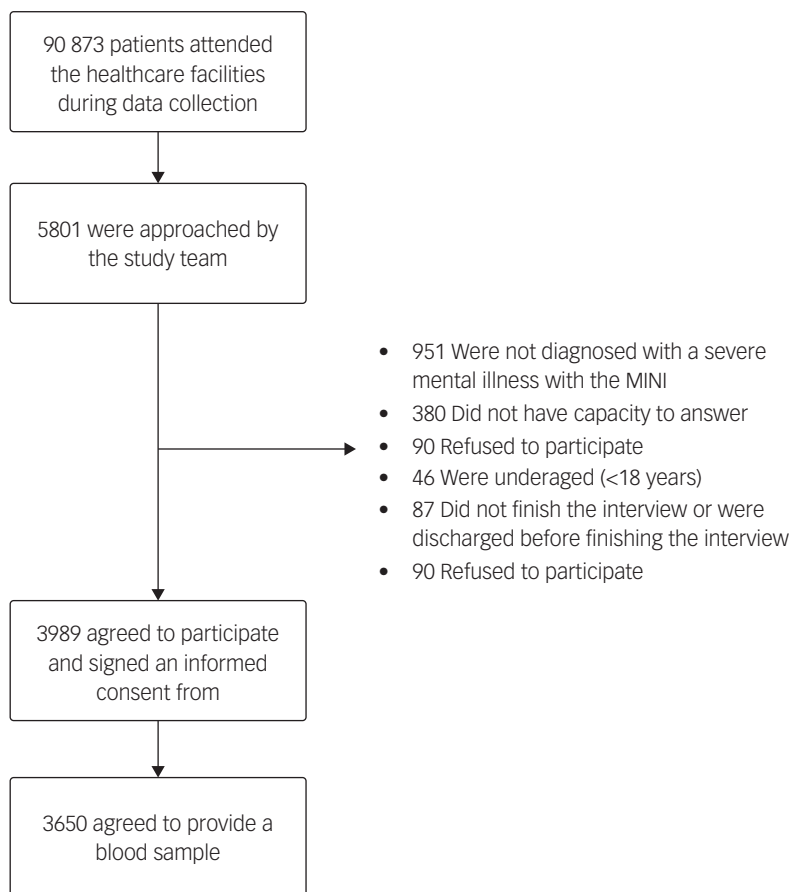 90 873 patients attended
the healthcare facilities
during data collection
5801 were approached by
the study team
• 951 Were not diagnosed with a severe
mental illness with the MINI
• 380 Did not have capacity to answer
• 90 Refused to participate
• 46 Were underaged (<18 years)
• 87 Did not finish the interview or were
discharged before finishing the interview
• 90 Refused to participate
3989 agreed to participate
and signed an informed
consent from
3650 agreed to provide a
blood sample